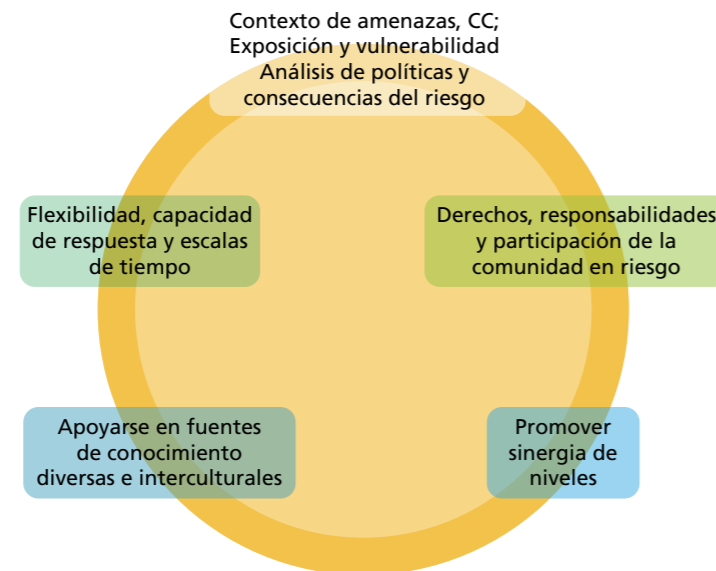 Contexto de amenazas, CC;
Exposición y vulnerabilidad
Análisis de políticas y
consecuencias del riesgo
Flexibilidad, capacidad
de respuesta y escalas
de tiempo
Derechos, responsabilidades
y participación de la
comunidad en riesgo
Apoyarse en fuentes
de conocimiento
diversas e interculturales
Promover
sinergia de
niveles